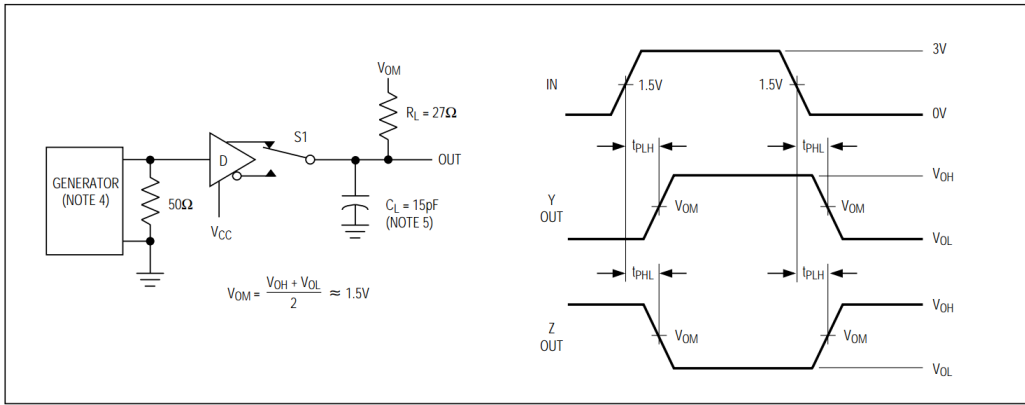 GENERATOR
(NOTE 4)
50Ω
D
VCC
S1
VOM
RL = 27Ω
OUT
CL = 15pF
(NOTE 5)
VOM = VOH + VOL / 2 ≈ 1.5V
IN
1.5V
1.5V
3V
0V
tPLH
tPHL
Y
OUT
VOM
VOM
VOH
VOL
tPHL
tPLH
Z
OUT
VOM
VOM
VOH
VOL